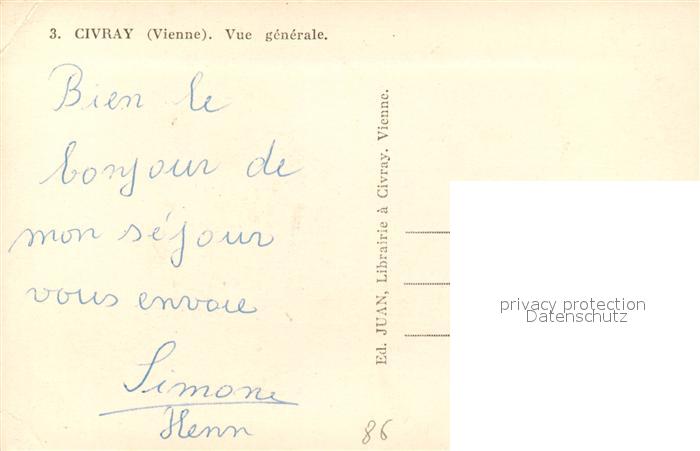 3. CIVRAY (Vienne). Vue générale.
Bien le
bonjour de
mon séjour
vous envoie
Simone
Henn
86
Ed. JUAN, Librairie à Civray. Vienne.
privacy protection
Datenschutz